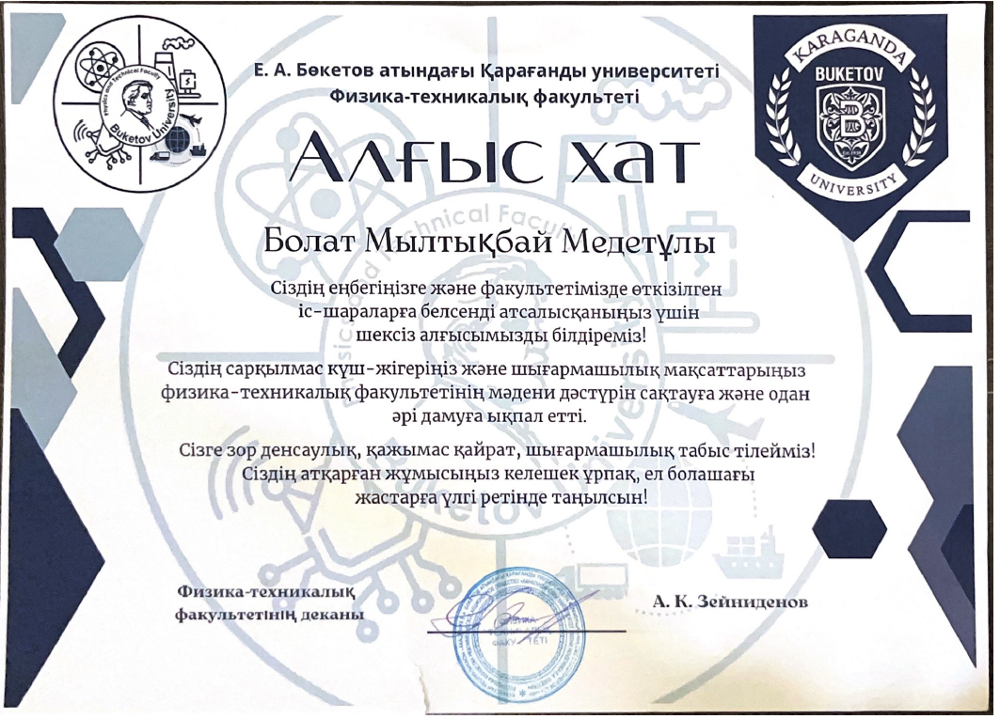 Е. А. Бөкетов атындағы Қарағанды университеті
Физика-техникалық факультеті
Physics and Technical Faculty
Buketov University
KARAGANDA
BUKETOV
UNIVERSITY
Алғыс хат
Болат Мылтықбай Медетұлы
Сіздің еңбегіңізге және факультетімізде өткізілген
іс-шараларға белсенді атсалысқаныңыз үшін
шексіз алғысымызды білдіреміз!
Сіздің сарқылмас күш-жігеріңіз және шығармашылық мақсаттарыңыз
физика-техникалық факультетінің мәдени дәстүрін сақтауға және одан
әрі дамуға ықпал етті.
Сізге зор денсаулық, қажымас қайрат, шығармашылық табыс тілейміз!
Сіздің атқарған жұмысыңыз келешек ұрпақ, ел болашағы
жастарға үлгі ретінде таңылсын!
Физика-техникалық
факультетінің деканы
А. К. Зейниденов